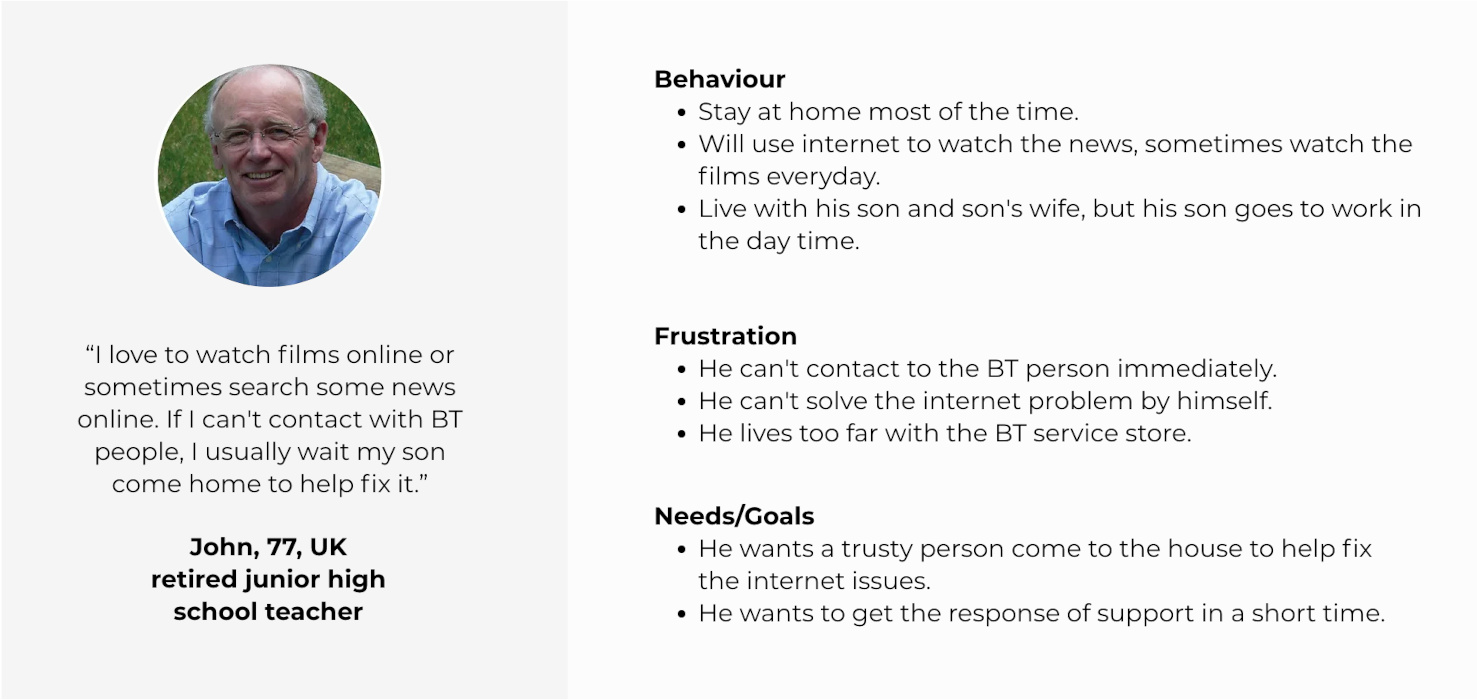 “I love to watch films online or
sometimes search some news
online. If I can't contact with BT
people, I usually wait my son
come home to help fix it.”
John, 77, UK
retired junior high
school teacher
Behaviour
• Stay at home most of the time.
• Will use internet to watch the news, sometimes watch the
films everyday.
• Live with his son and son's wife, but his son goes to work in
the day time.
Frustration
• He can't contact to the BT person immediately.
• He can't solve the internet problem by himself.
• He lives too far with the BT service store.
Needs/Goals
• He wants a trusty person come to the house to help fix
the internet issues.
• He wants to get the response of support in a short time.